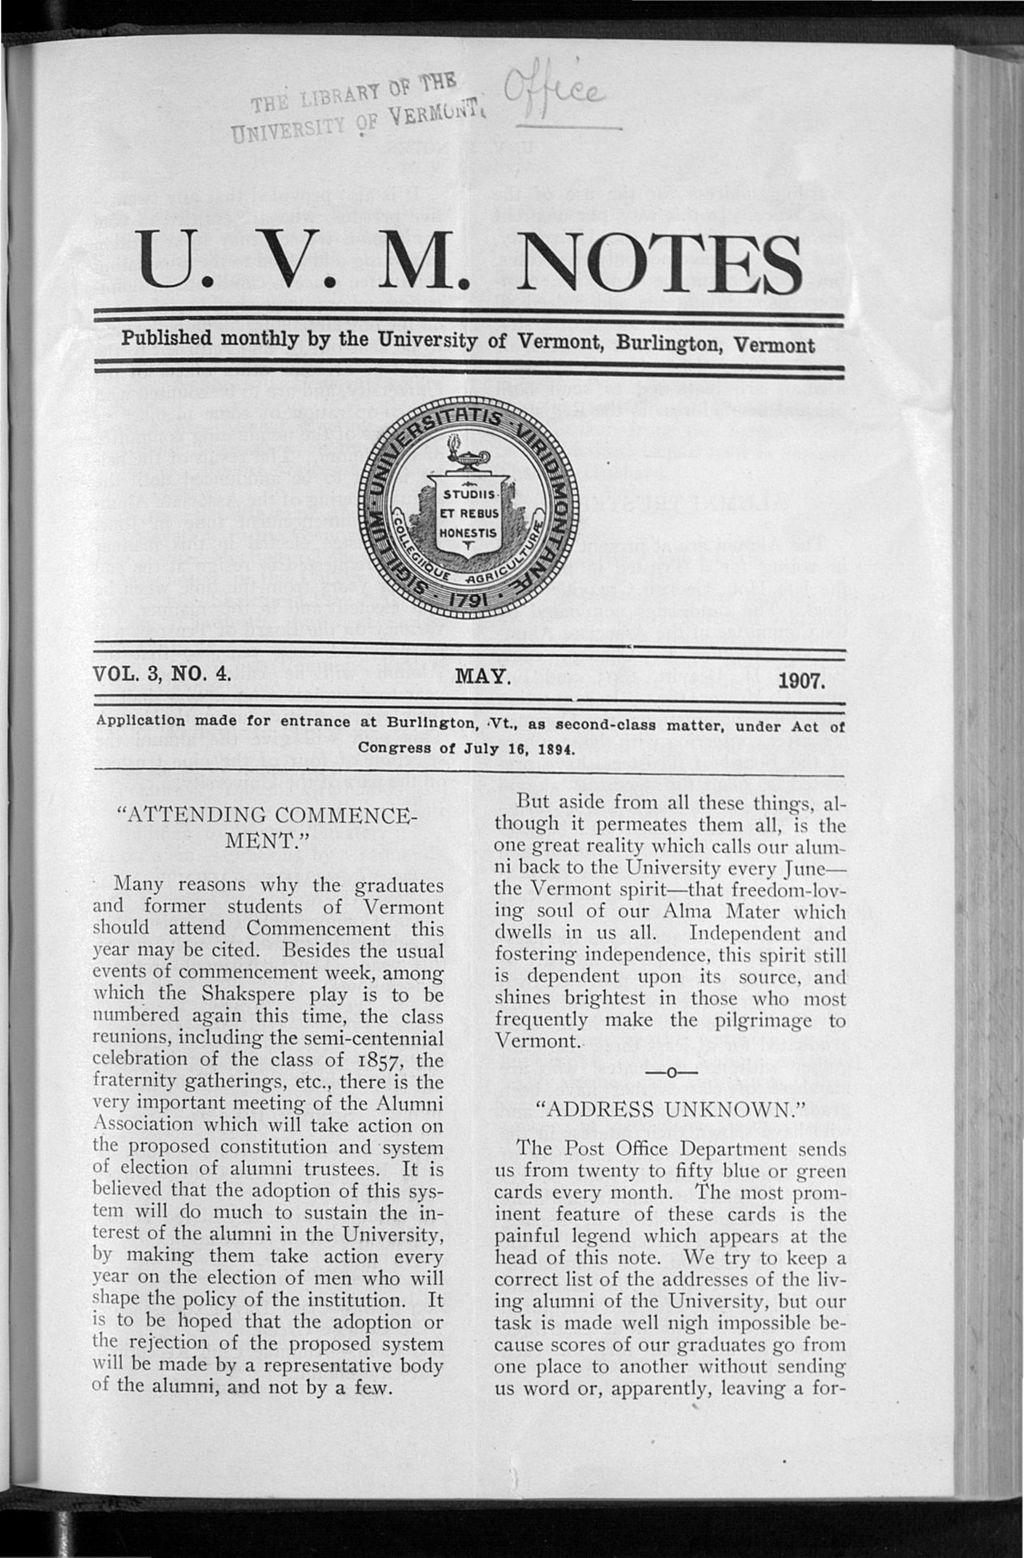 THE LIBRARY OF THE
UNIVERSITY OF VERMONT,
Office
U. V. M. NOTES
Published monthly by the University of Vermont, Burlington, Vermont
SIGILLUM · UNIVERSITATIS · VIRIDIMONTANÆ ·
COLLEGIIQUE AGRICULTURÆ
STUDIIS
ET REBUS
HONESTIS
· 1791 ·
VOL. 3, NO. 4. MAY. 1907.
Application made for entrance at Burlington, Vt., as second-class matter, under Act of
Congress of July 16, 1894.
"ATTENDING COMMENCE-
MENT."
Many reasons why the graduates
and former students of Vermont
should attend Commencement this
year may be cited. Besides the usual
events of commencement week, among
which the Shakspere play is to be
numbered again this time, the class
reunions, including the semi-centennial
celebration of the class of 1857, the
fraternity gatherings, etc., there is the
very important meeting of the Alumni
Association which will take action on
the proposed constitution and system
of election of alumni trustees. It is
believed that the adoption of this sys-
tem will do much to sustain the in-
terest of the alumni in the University,
by making them take action every
year on the election of men who will
shape the policy of the institution. It
is to be hoped that the adoption or
the rejection of the proposed system
will be made by a representative body
of the alumni, and not by a few.
But aside from all these things, al-
though it permeates them all, is the
one great reality which calls our alum-
ni back to the University every June—
the Vermont spirit—that freedom-lov-
ing soul of our Alma Mater which
dwells in us all. Independent and
fostering independence, this spirit still
is dependent upon its source, and
shines brightest in those who most
frequently make the pilgrimage to
Vermont.
—o—
"ADDRESS UNKNOWN."
The Post Office Department sends
us from twenty to fifty blue or green
cards every month. The most prom-
inent feature of these cards is the
painful legend which appears at the
head of this note. We try to keep a
correct list of the addresses of the liv-
ing alumni of the University, but our
task is made well nigh impossible be-
cause scores of our graduates go from
one place to another without sending
us word or, apparently, leaving a for-